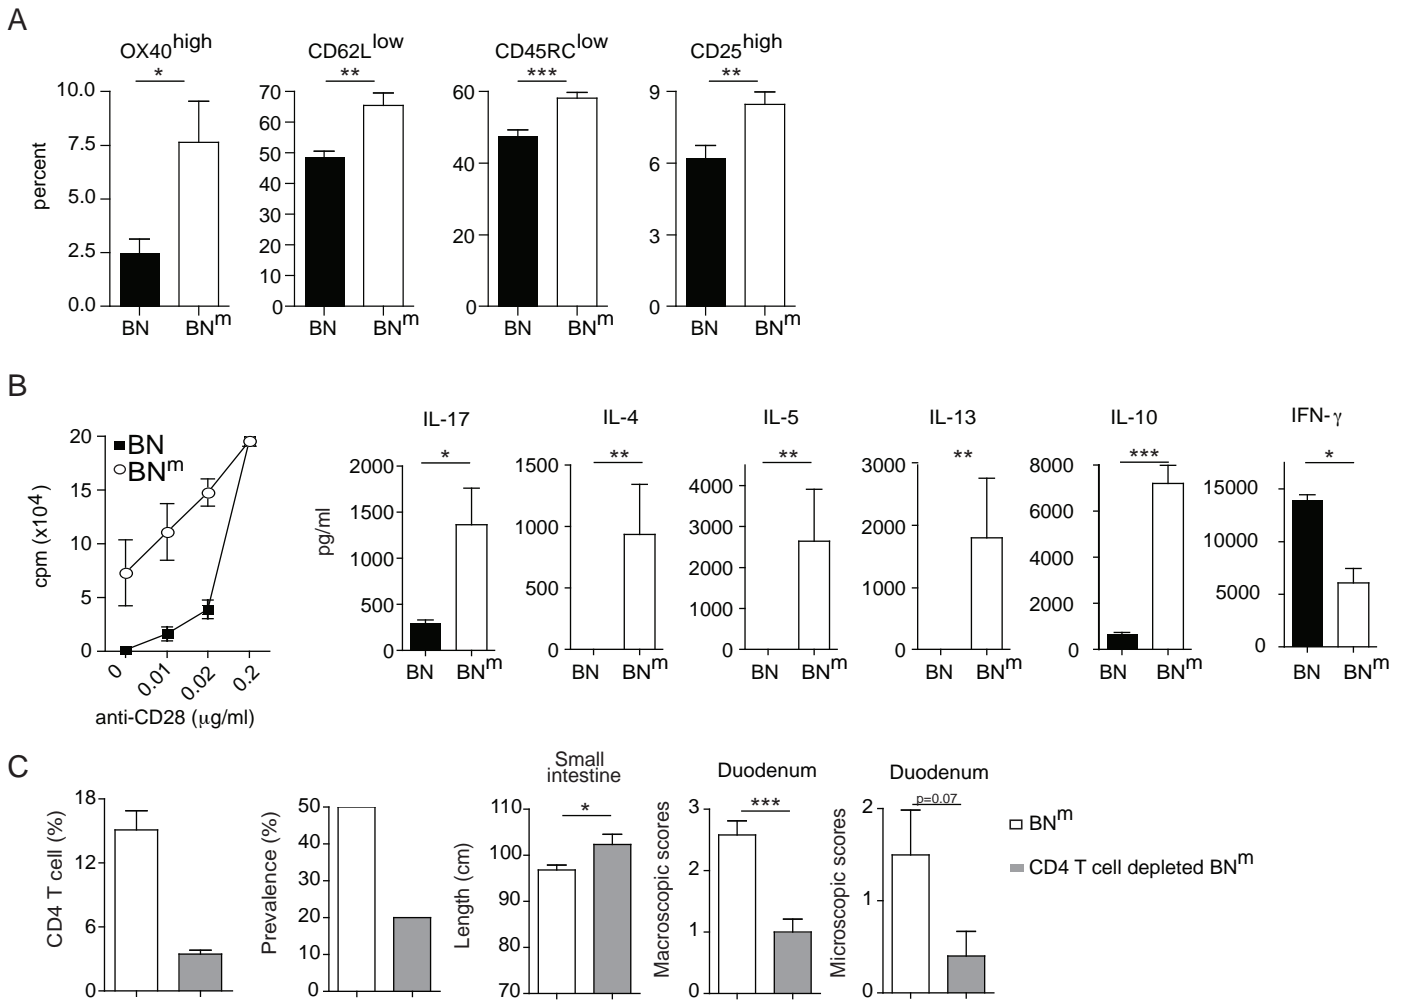 A
OX40high
CD62Llow
CD45RClow
CD25high
*
**
***
**
percent
10.0
7.5
5.0
2.5
0.0
BN
BNm
70
60
50
40
30
20
10
0
BN
BNm
60
40
20
0
BN
BNm
9
6
3
0
BN
BNm
B
BN
BNm
cpm (x104)
20
15
10
5
0
0
0.01
0.02
0.2
anti-CD28 (μg/ml)
IL-17
*
pg/ml
2000
1500
1000
500
0
BN
BNm
IL-4
**
1500
1000
500
0
BN
BNm
IL-5
**
4000
3000
2000
1000
0
BN
BNm
IL-13
**
3000
2000
1000
0
BN
BNm
IL-10
***
8000
6000
4000
2000
0
BN
BNm
IFN-γ
*
15000
10000
5000
0
BN
BNm
C
CD4 T cell (%)
18
12
6
0
Prevalence (%)
50
40
30
20
10
0
Small
intestine
*
Length (cm)
110
100
90
80
70
Duodenum
***
Macroscopic scores
3
2
1
0
Duodenum
p=0.07
Microscopic scores
2
1
0
BNm
CD4 T cell depleted BNm